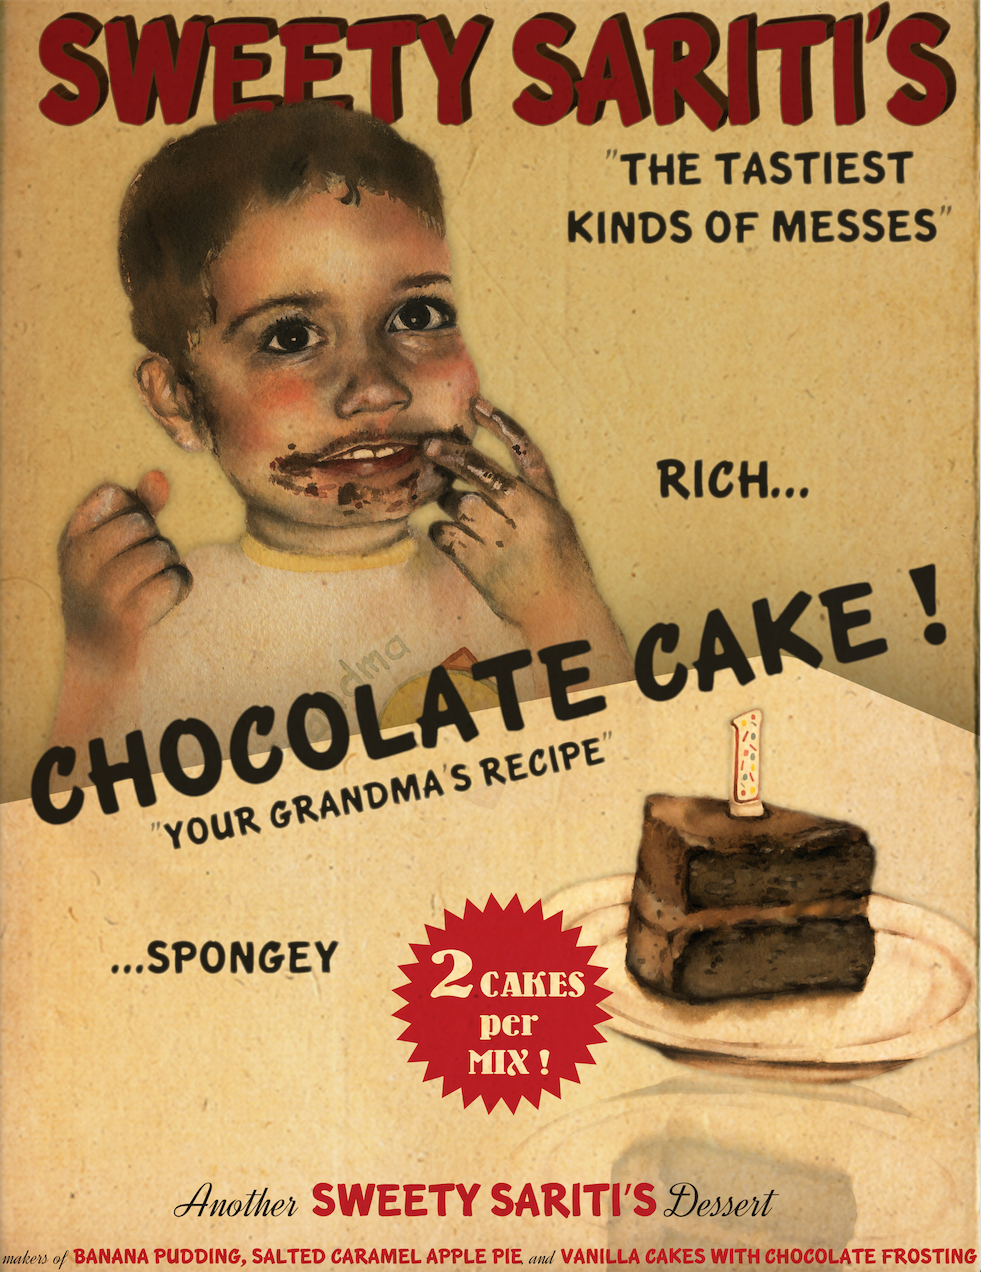 SWEETY SARITI'S
"THE TASTIEST
KINDS OF MESSES"
RICH...
CHOCOLATE CAKE!
"YOUR GRANDMA'S RECIPE"
...SPONGEY
2 CAKES
per
MIX!
Another SWEETY SARITI'S Dessert
makers of BANANA PUDDING, SALTED CARAMEL APPLE PIE and VANILLA CAKES WITH CHOCOLATE FROSTING